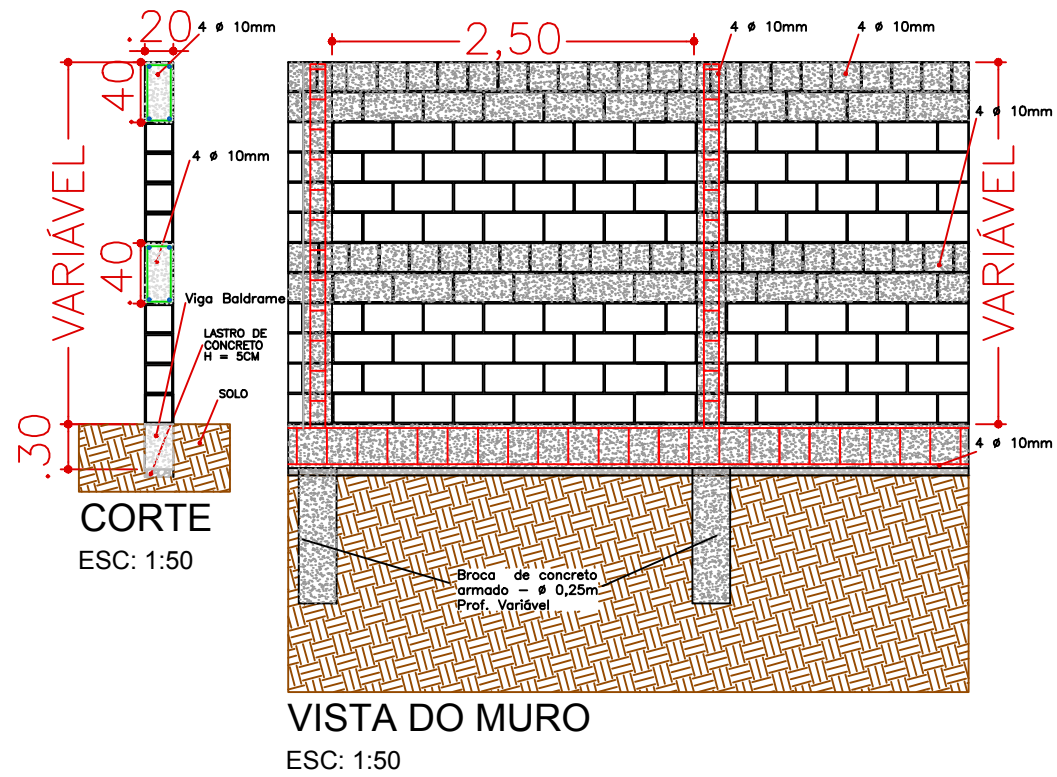 .20
4 ø 10mm
2,50
4 ø 10mm
4 ø 10mm
40
4 ø 10mm
VARIÁVEL
4 ø 10mm
VARIÁVEL
40
Viga Baldrame
LASTRO DE
CONCRETO
H = 5CM
SOLO
.30
4 ø 10mm
CORTE
ESC: 1:50
Broca de concreto
armado - ø 0,25m
Prof. Variável
VISTA DO MURO
ESC: 1:50